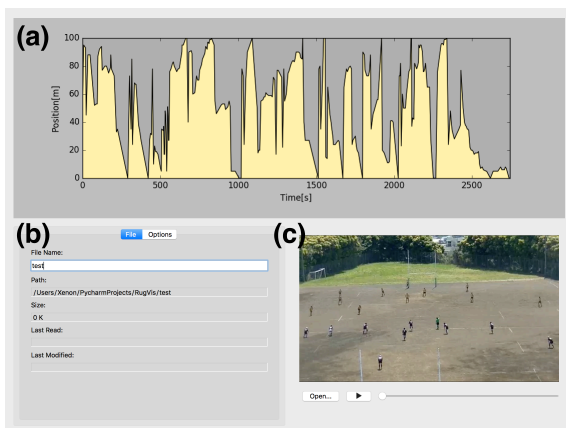 (a)
100
80
60
40
20
0
Position[m]
0 500 1000 1500 2000 2500
Time[s]
(b)
File Options
File Name:
test
Path:
/Users/Xenon/PycharmProjects/RugVis/test
Size:
0 K
Last Read:
Last Modified:
(c)
Open...